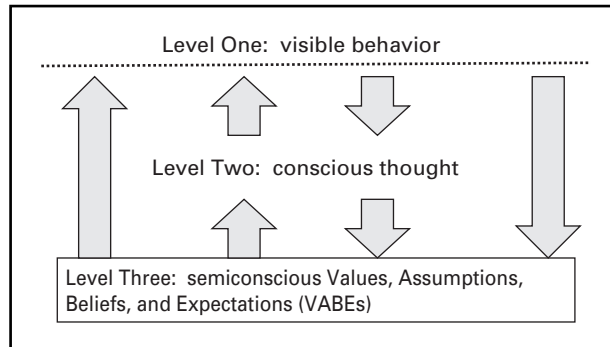 Level One: visible behavior
Level Two: conscious thought
Level Three: semiconscious Values, Assumptions,
Beliefs, and Expectations (VABEs)